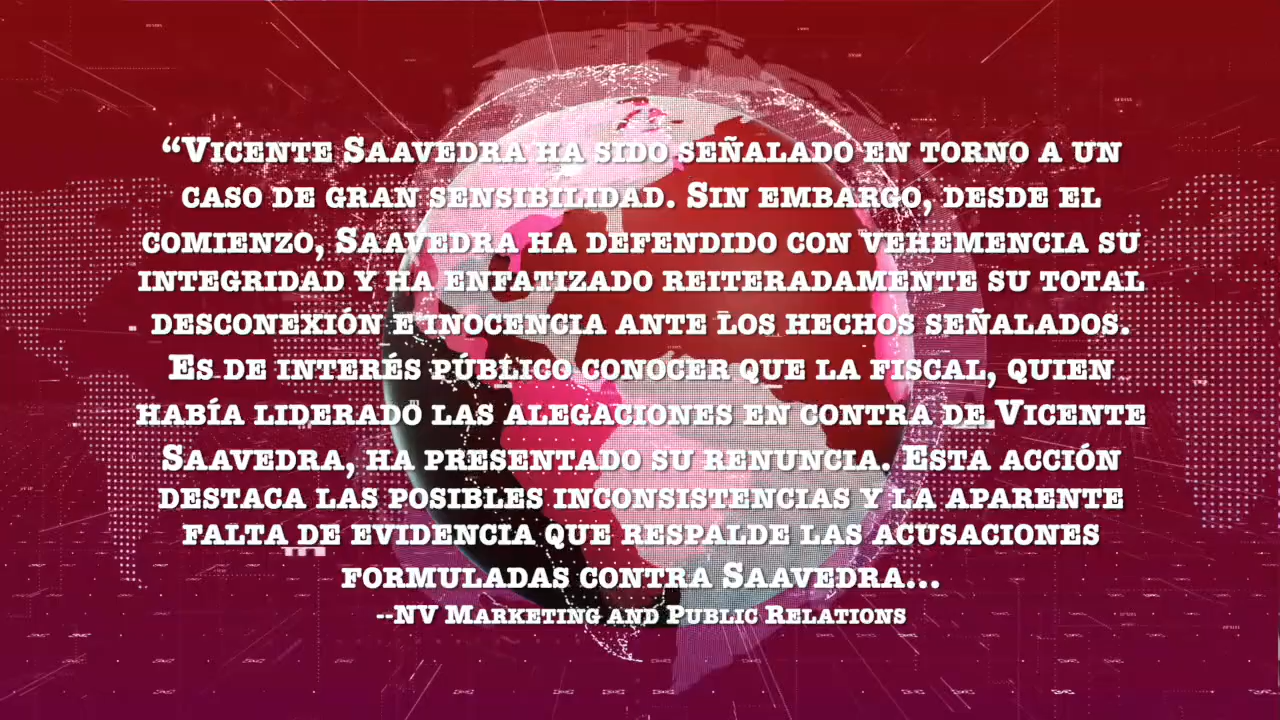 “Vicente Saavedra ha sido señalado en torno a un
caso de gran sensibilidad. Sin embargo, desde el
comienzo, Saavedra ha defendido con vehemencia su
integridad y ha enfatizado reiteradamente su total
desconexión e inocencia ante los hechos señalados.
Es de interés público conocer que la fiscal, quien
había liderado las alegaciones en contra de Vicente
Saavedra, ha presentado su renuncia. Esta acción
destaca las posibles inconsistencias y la aparente
falta de evidencia que respalde las acusaciones
formuladas contra Saavedra...
--NV Marketing and Public Relations